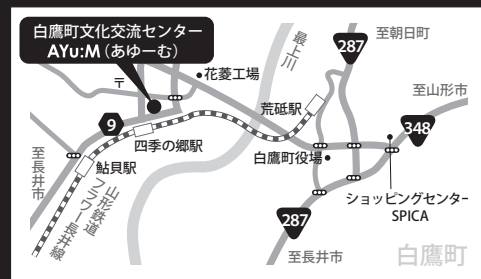 白鷹町文化交流センター
AYu:M(あゆーむ)
〒
花菱工場
最上川
287
至朝日町
至山形市
348
荒砥駅
9
四季の郷駅
白鷹町役場
鮎貝駅
至長井市
山形鉄道
フラワー長井線
ショッピングセンター
SPICA
287
至長井市
白鷹町